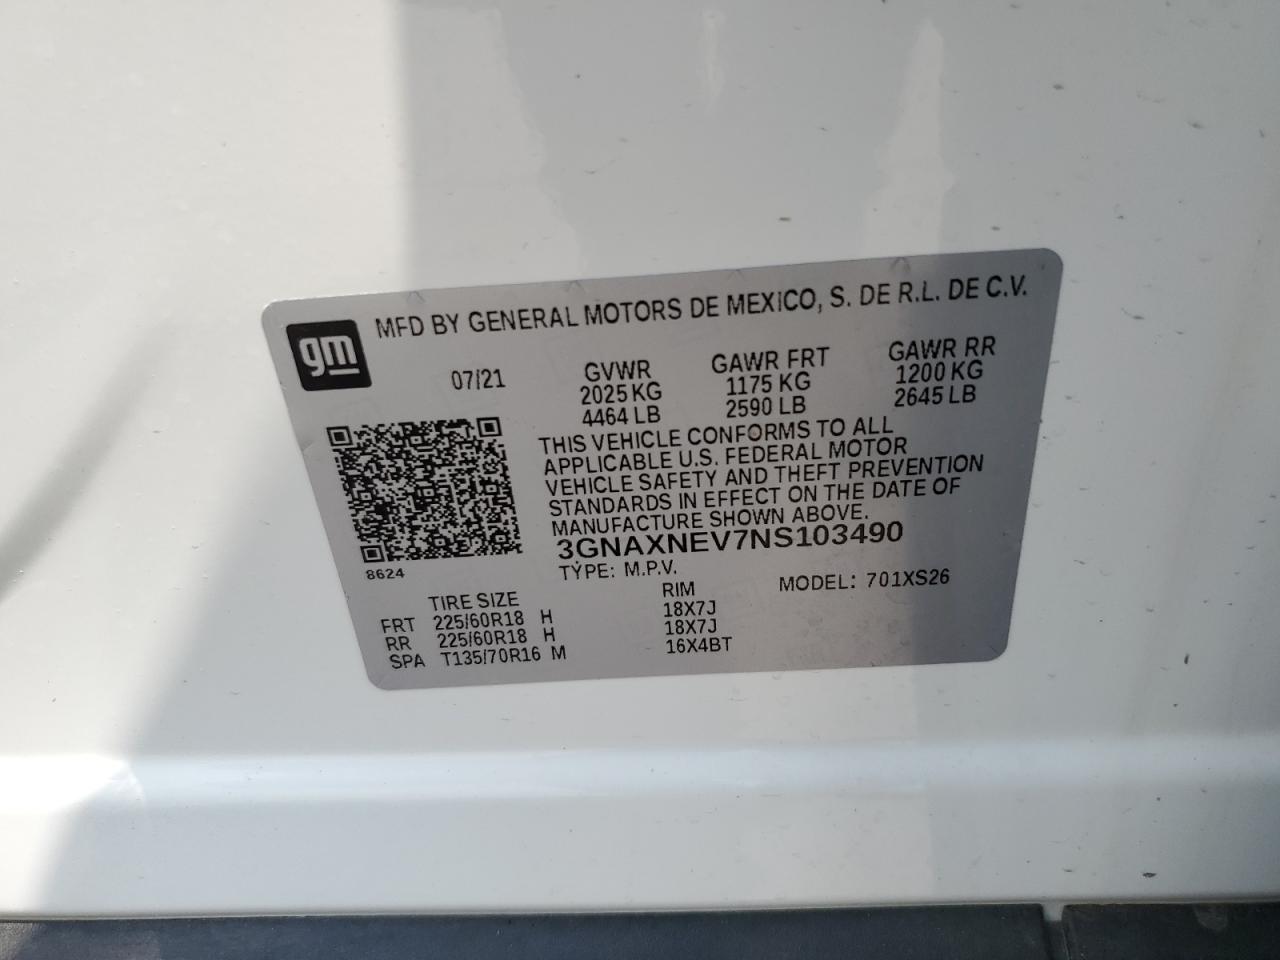 gm
MFD BY GENERAL MOTORS DE MEXICO, S. DE R.L. DE C.V.
07/21 GVWR GAWR FRT GAWR RR
2025 KG 1175 KG 1200 KG
4464 LB 2590 LB 2645 LB
THIS VEHICLE CONFORMS TO ALL
APPLICABLE U.S. FEDERAL MOTOR
VEHICLE SAFETY AND THEFT PREVENTION
STANDARDS IN EFFECT ON THE DATE OF
MANUFACTURE SHOWN ABOVE.
3GNAXNEV7NS103490
8624
TYPE: M.P.V. MODEL: 701XS26
TIRE SIZE RIM
FRT 225/60R18 H 18X7J
RR 225/60R18 H 18X7J
SPA T135/70R16 M 16X4BT